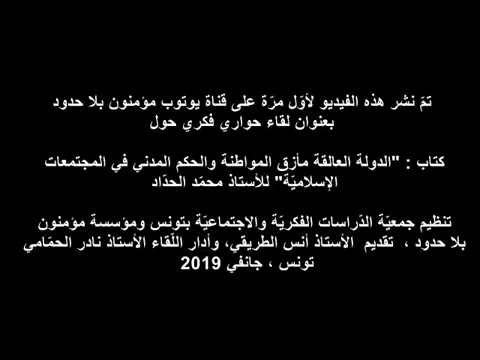 تمّ نشر هذه الفيديو لأوّل مرّة على قناة يوتوب مؤمنون بلا حدود
بعنوان لقاء حواري فكري حول
كتاب : "الدولة العالقة مأزق المواطنة والحكم المدني في المجتمعات
الإسلاميّة" للأستاذ محمّد الحدّاد
تنظيم جمعيّة الدّراسات الفكريّة والاجتماعيّة بتونس ومؤسسة مؤمنون
بلا حدود ، تقديم الأستاذ أنس الطريقي، وأدار اللّقاء الأستاذ نادر الحمّامي
تونس ، جانفي 2019